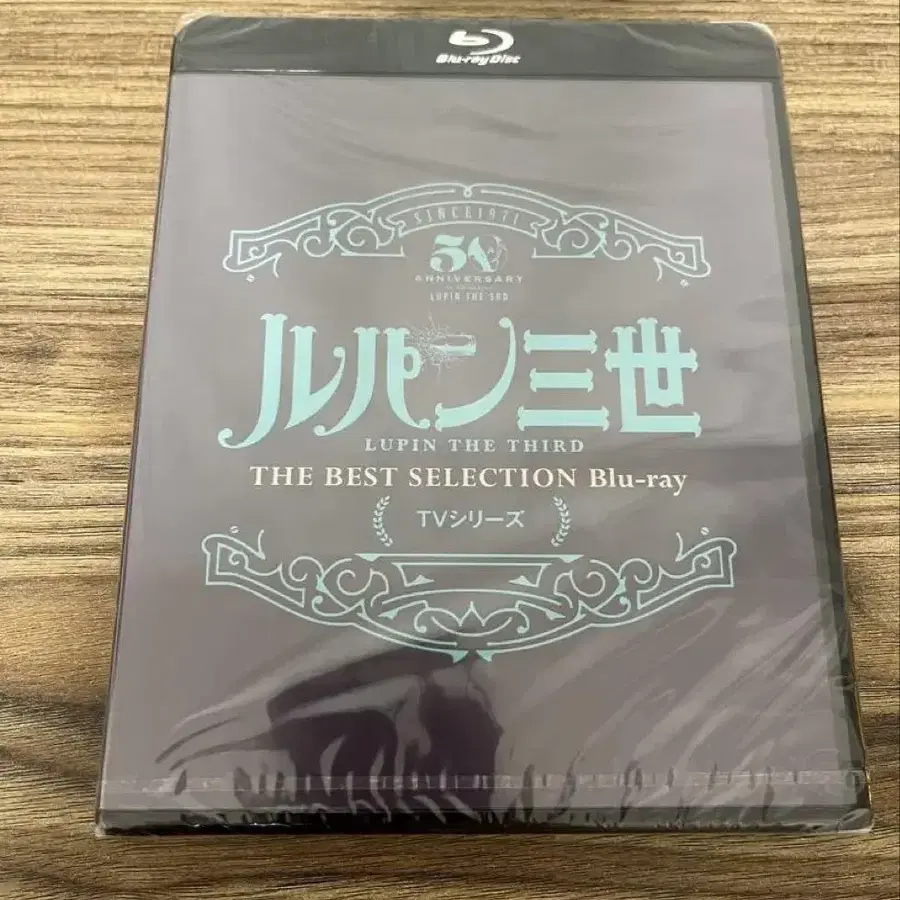 Blu-ray Disc
SINCE1971
50
ANNIVERSARY
LUPIN THE 3RD
ルパン三世
LUPIN THE THIRD
THE BEST SELECTION Blu-ray
TVシリーズ